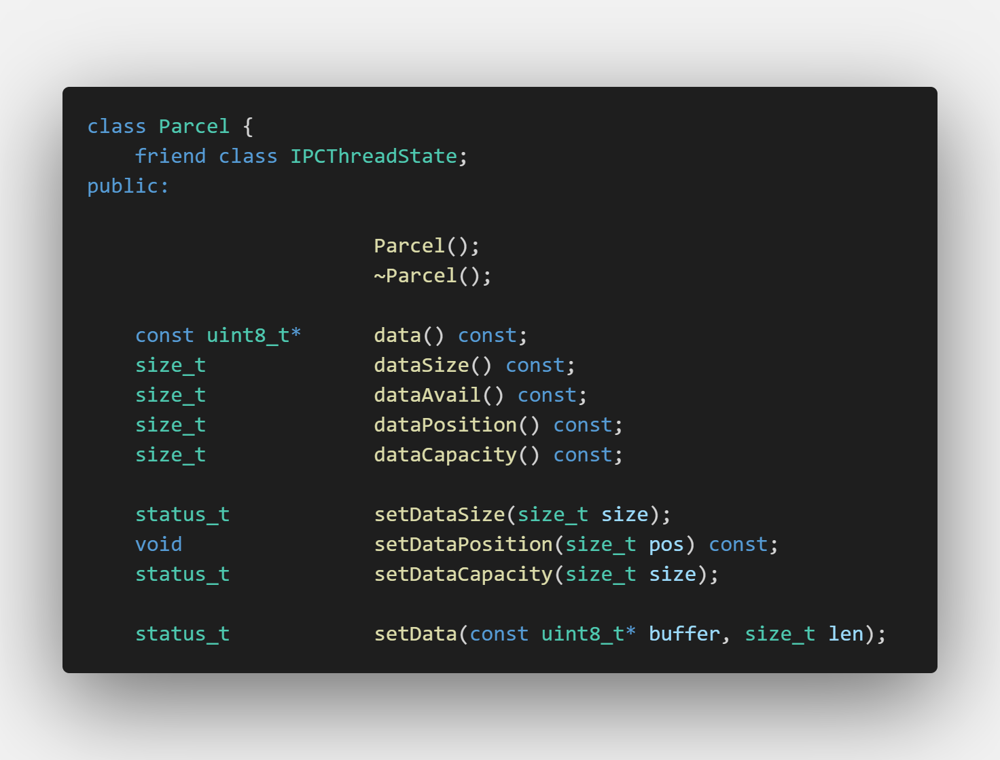 class Parcel {
    friend class IPCThreadState;
public:

                        Parcel();
                        ~Parcel();

    const uint8_t*      data() const;
    size_t              dataSize() const;
    size_t              dataAvail() const;
    size_t              dataPosition() const;
    size_t              dataCapacity() const;

    status_t            setDataSize(size_t size);
    void                setDataPosition(size_t pos) const;
    status_t            setDataCapacity(size_t size);

    status_t            setData(const uint8_t* buffer, size_t len);